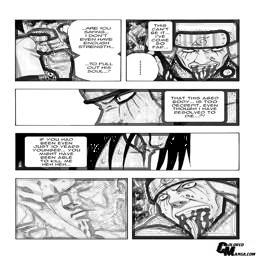 ...ARE YOU
SAYING...
I DON'T
EVEN HAVE
ENOUGH
STRENGTH...
...TO PULL
OUT HIS
SOUL...?
THIS
CAN'T
BE IT...
I'VE
COME
SO
FAR...
THAT THIS AGED
BODY... IS TOO
DECREPIT, EVEN
THOUGH I HAVE
RESOLVED TO
DIE...!?
IF YOU HAD
BEEN EVEN
JUST 10 YEARS
YOUNGER... YOU
MIGHT HAVE
BEEN ABLE
TO KILL
ME HEH HEH...
COLORED
MANGA.COM